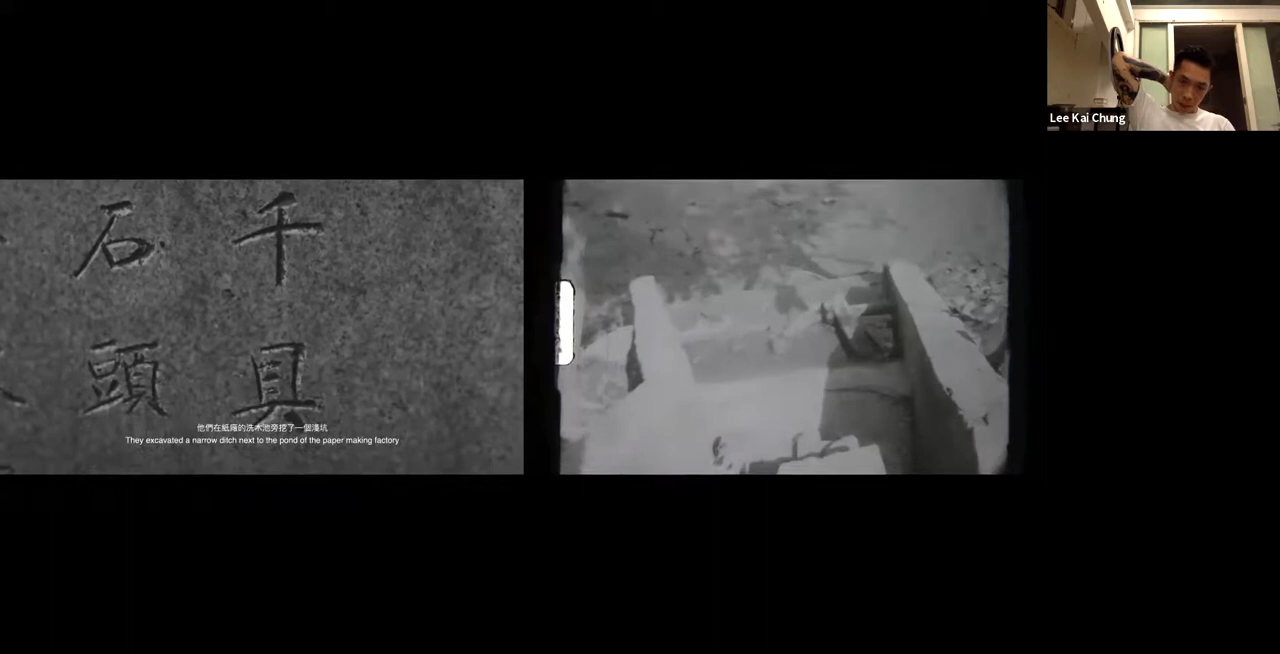 Lee Kai Chung
千具
石頭
他們在紙廠的洗木池旁挖了一個淺坑
They excavated a narrow ditch next to the pond of the paper making factory